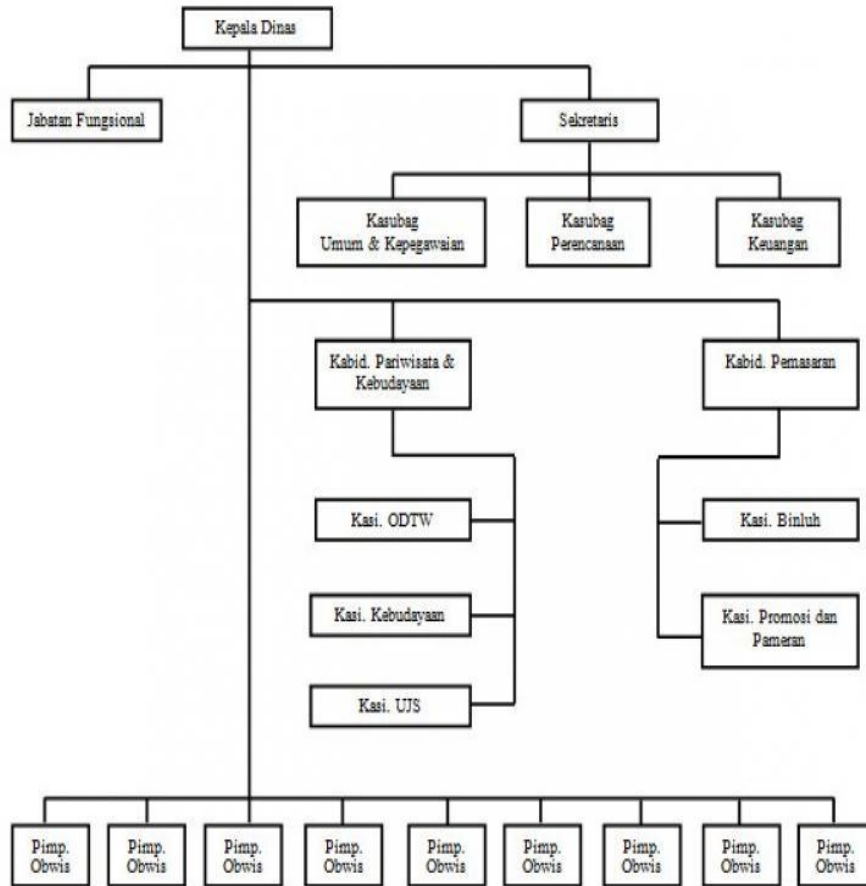 Kepala Dinas
Jabatan Fungsional
Sekretaris
Kasubag
Umum & Kepegawaian
Kasubag
Perencanaan
Kasubag
Keuangan
Kabid. Pariwisata &
Kebudayaan
Kabid. Pemasaran
Kasi. ODTW
Kasi. Binluh
Kasi. Kebudayaan
Kasi. Promosi dan
Pameran
Kasi. UJS
Pimp.
Obwis
Pimp.
Obwis
Pimp.
Obwis
Pimp.
Obwis
Pimp.
Obwis
Pimp.
Obwis
Pimp.
Obwis
Pimp.
Obwis
Pimp.
Obwis